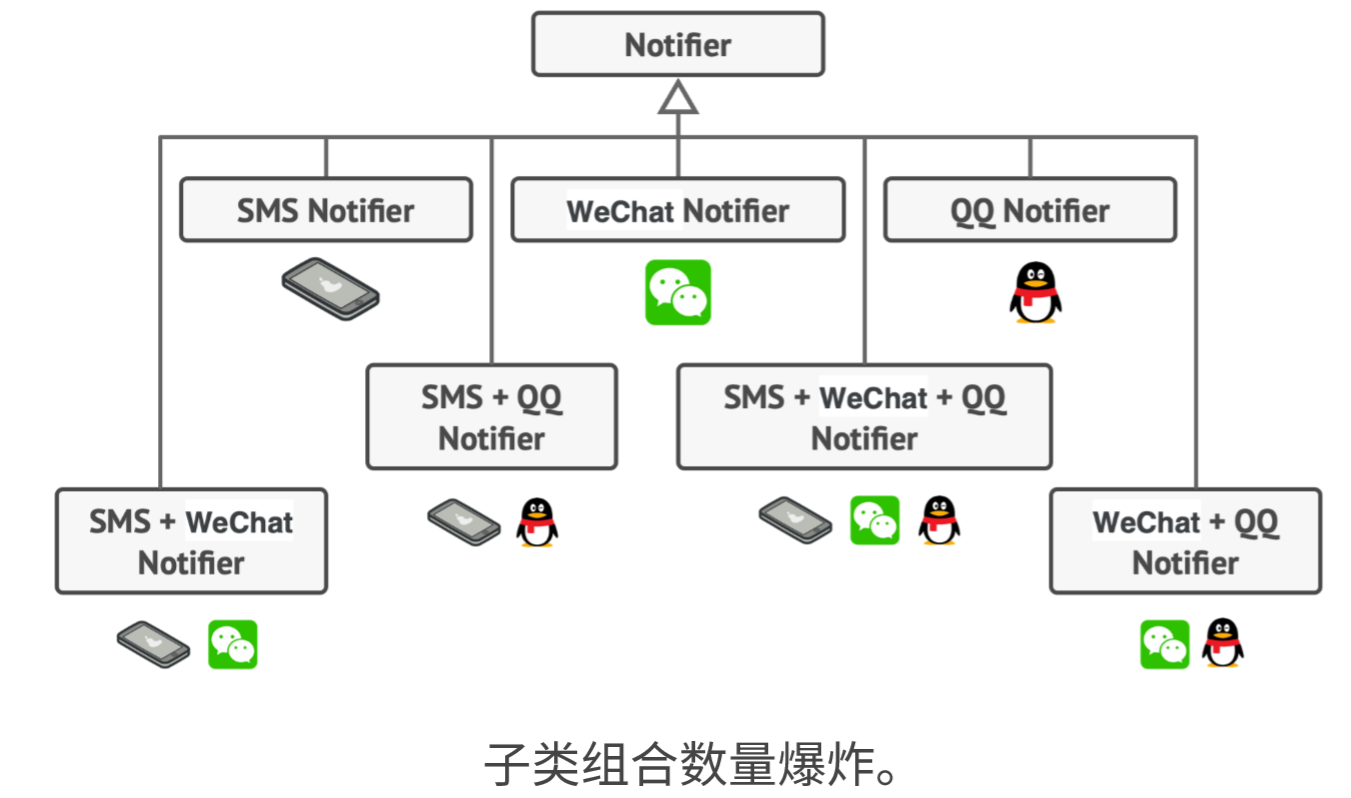 Notifier
SMS Notifier
WeChat Notifier
QQ Notifier
SMS + QQ
Notifier
SMS + WeChat + QQ
Notifier
SMS + WeChat
Notifier
WeChat + QQ
Notifier
子类组合数量爆炸。